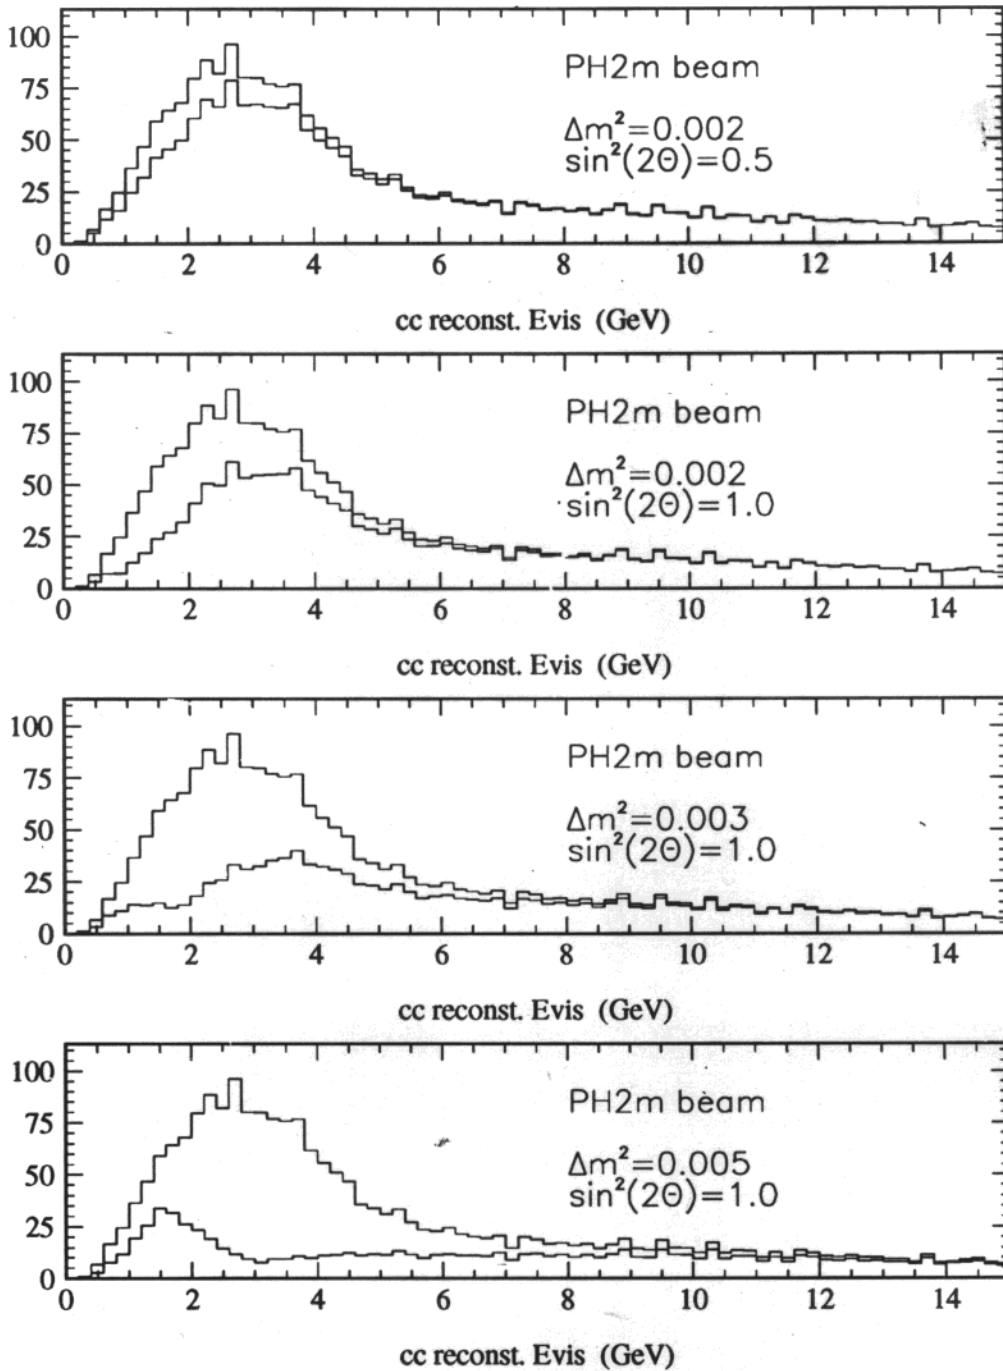 100
75
50
25
0
PH2m beam
Δm²=0.002
sin²(2Θ)=0.5
0 2 4 6 8 10 12 14
cc reconst. Evis (GeV)
100
75
50
25
0
PH2m beam
Δm²=0.002
sin²(2Θ)=1.0
0 2 4 6 8 10 12 14
cc reconst. Evis (GeV)
100
75
50
25
0
PH2m beam
Δm²=0.003
sin²(2Θ)=1.0
0 2 4 6 8 10 12 14
cc reconst. Evis (GeV)
100
75
50
25
0
PH2m beam
Δm²=0.005
sin²(2Θ)=1.0
0 2 4 6 8 10 12 14
cc reconst. Evis (GeV)